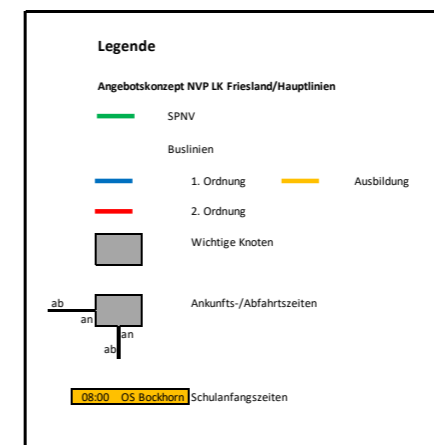 Legende
Angebotskonzept NVP LK Friesland/Hauptlinien
SPNV
Buslinien
1. Ordnung Ausbildung
2. Ordnung
Wichtige Knoten
ab
an
Ankunfts-/Abfahrtszeiten
an
ab
08:00 OS Bockhorn Schulanfangszeiten